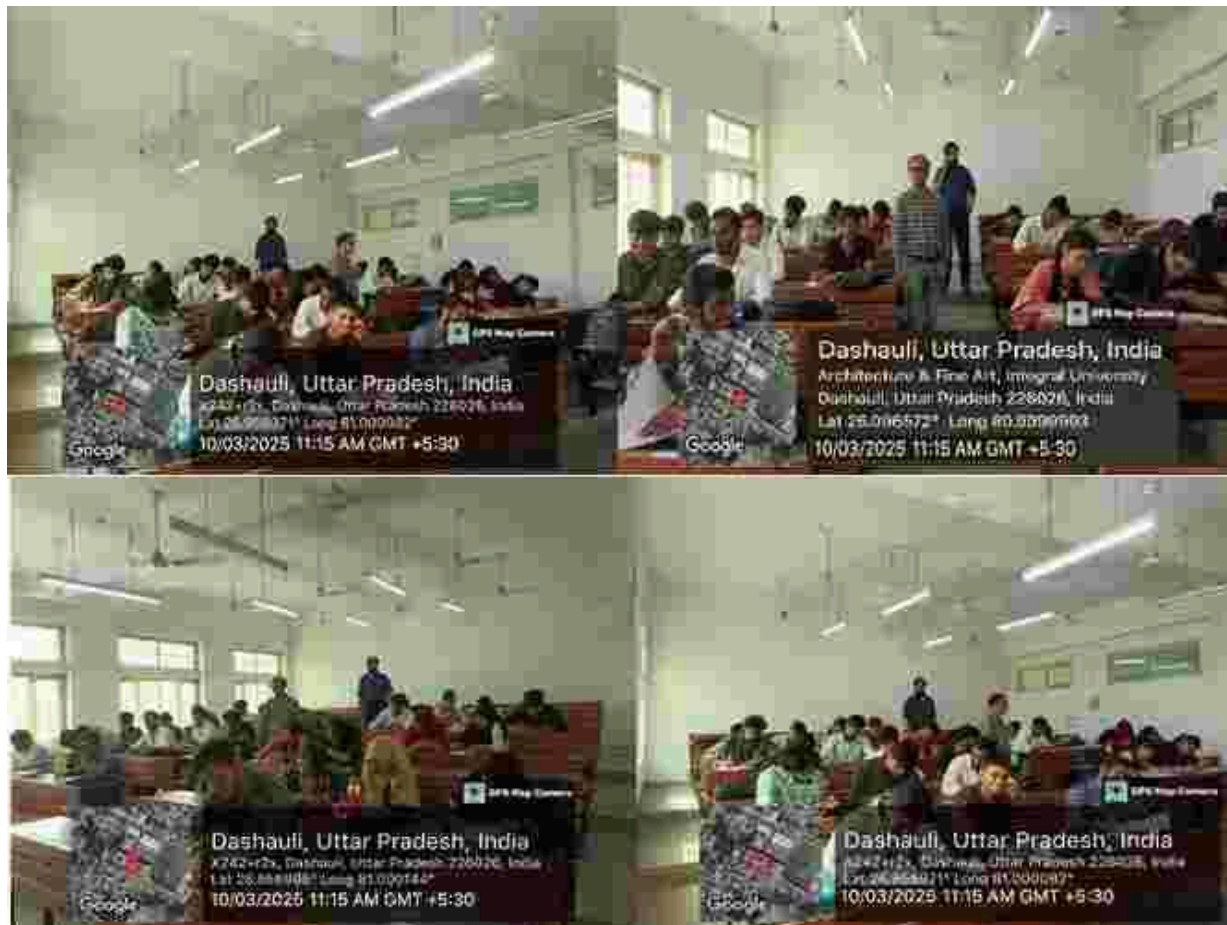 GPS Map Camera
Dashauli, Uttar Pradesh, India
Dashauli, Uttar Pradesh 226026, India
10/03/2025 11:15 AM GMT +5:30
Google
GPS Map Camera
Dashauli, Uttar Pradesh, India
Architecture & Fine Art, Integral University
Dashauli, Uttar Pradesh 226026, India
10/03/2025 11:15 AM GMT +5:30
Google
GPS Map Camera
Dashauli, Uttar Pradesh, India
X242+r2x, Dashauli, Uttar Pradesh 226026, India
10/03/2025 11:15 AM GMT +5:30
Google
GPS Map Camera
Dashauli, Uttar Pradesh, India
Dashauli, Uttar Pradesh 226026, India
10/03/2025 11:15 AM GMT +5:30
Google